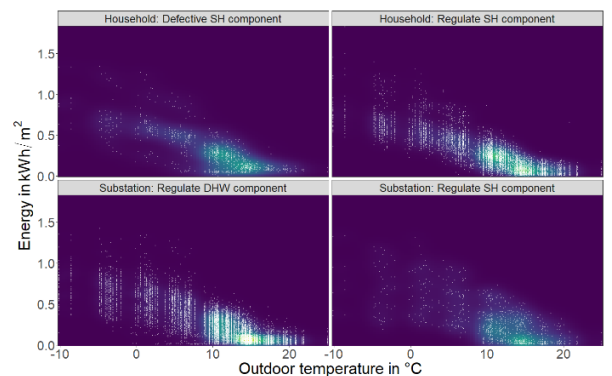 Household: Defective SH component
Household: Regulate SH component
1.5
1.0
0.5
0.0
Substation: Regulate DHW component
Substation: Regulate SH component
1.5
1.0
0.5
0.0
-10
0
10
20
-10
0
10
20
Energy in kWh/m²
Outdoor temperature in °C